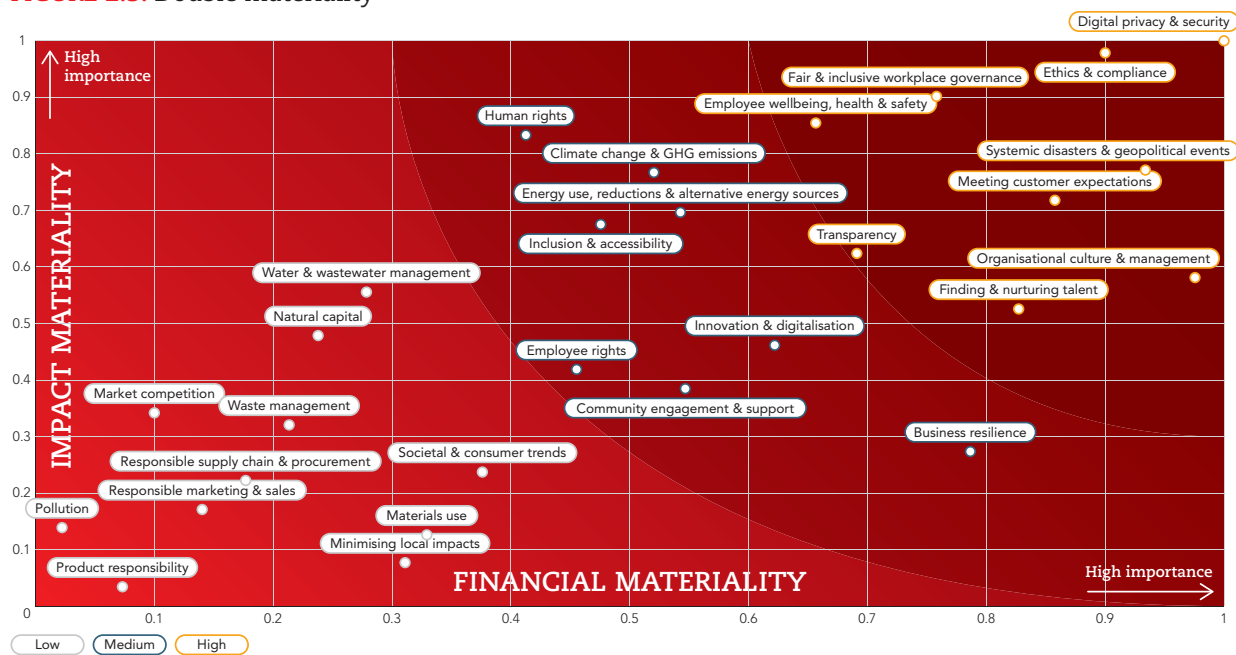 FIGURE 2.3: Double materiality
Digital privacy & security
1
High
importance
Ethics & compliance
Fair & inclusive workplace governance
0.9
Employee wellbeing, health & safety
Human rights
0.8
Climate change & GHG emissions
Systemic disasters & geopolitical events
Meeting customer expectations
Energy use, reductions & alternative energy sources
0.7
Inclusion & accessibility
Transparency
0.6
Water & wastewater management
Organisational culture & management
Finding & nurturing talent
IMPACT MATERIALITY
Natural capital
0.5
Innovation & digitalisation
Employee rights
0.4
Market competition
Waste management
Community engagement & support
Business resilience
0.3
Responsible supply chain & procurement
Societal & consumer trends
Responsible marketing & sales
0.2
Pollution
Materials use
Minimising local impacts
0.1
Product responsibility
FINANCIAL MATERIALITY
High importance
0
0.1 0.2 0.3 0.4 0.5 0.6 0.7 0.8 0.9 1
Low Medium High